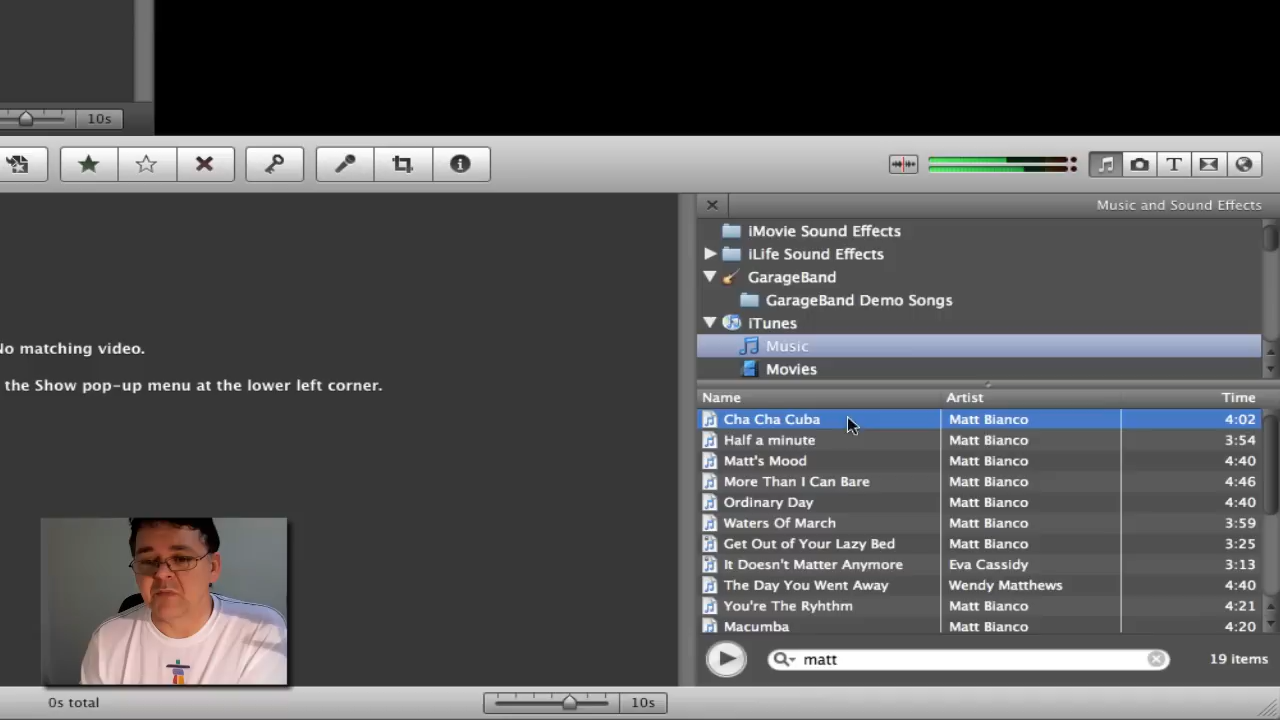 10s
Music and Sound Effects
iMovie Sound Effects
iLife Sound Effects
GarageBand
GarageBand Demo Songs
iTunes
Music
Movies
No matching video.
the Show pop-up menu at the lower left corner.
Name Artist Time
Cha Cha Cuba Matt Bianco 4:02
Half a minute Matt Bianco 3:54
Matt's Mood Matt Bianco 4:40
More Than I Can Bare Matt Bianco 4:46
Ordinary Day Matt Bianco 4:40
Waters Of March Matt Bianco 3:59
Get Out of Your Lazy Bed Matt Bianco 3:25
It Doesn't Matter Anymore Eva Cassidy 3:13
The Day You Went Away Wendy Matthews 4:40
You're The Ryhthm Matt Bianco 4:21
Macumba Matt Bianco 4:20
matt 19 items
0s total 10s